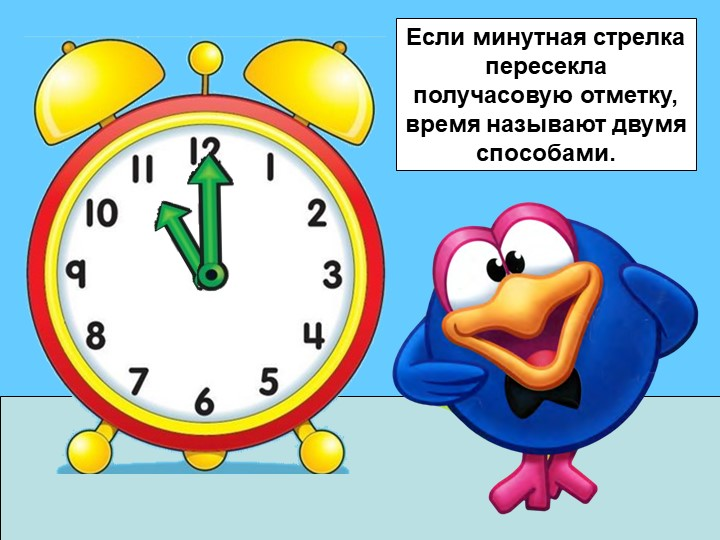 Если минутная стрелка
пересекла
получасовую отметку,
время называют двумя
способами.
12
11
1
10
2
9
3
8
4
7
5
6